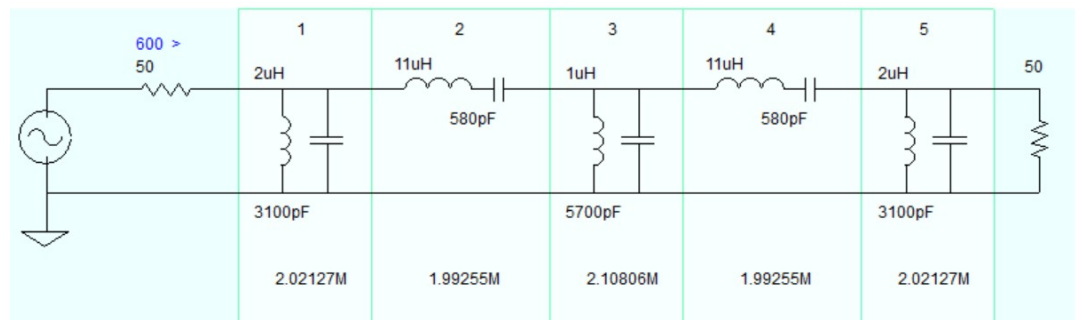 1 2 3 4 5
600 >
50 2uH 11uH 1uH 11uH 2uH 50
580pF 580pF
3100pF 5700pF 3100pF
2.02127M 1.99255M 2.10806M 1.99255M 2.02127M